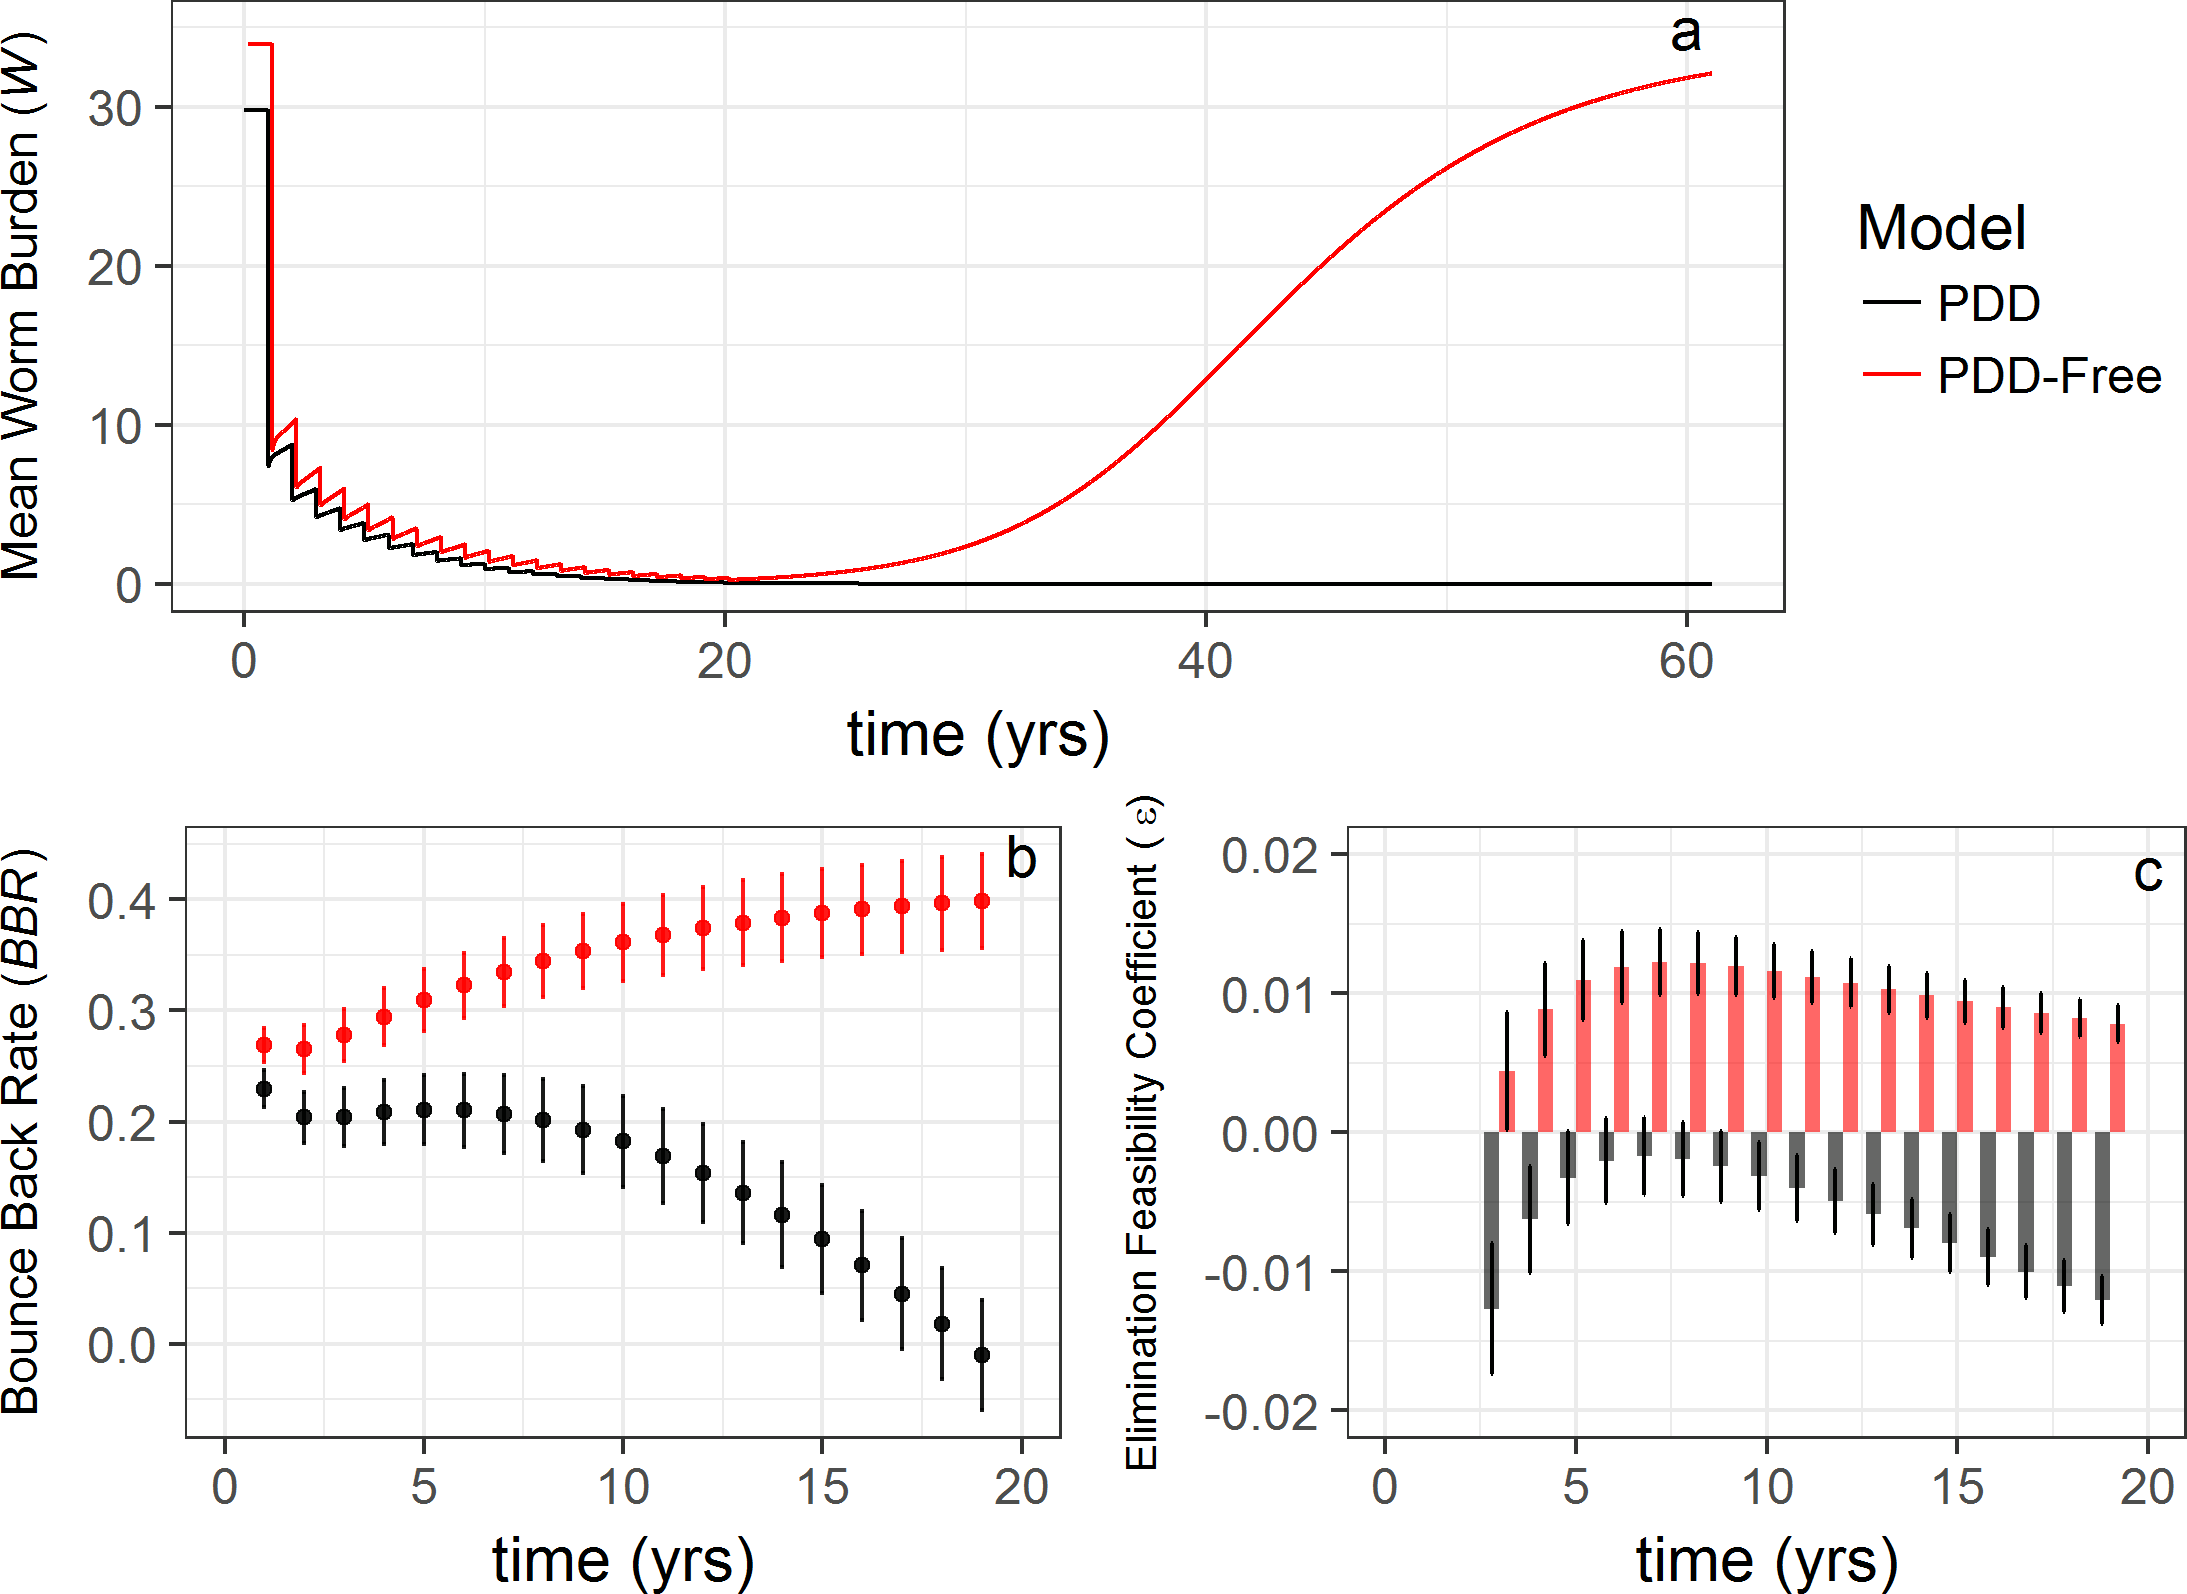 a
Mean Worm Burden (W)
30
20
10
0
0 20 40 60
time (yrs)
Model
PDD
PDD-Free
b
Bounce Back Rate (BBR)
0.4
0.3
0.2
0.1
0.0
0 5 10 15 20
time (yrs)
c
Elimination Feasibility Coefficient ( ε)
0.02
0.01
0.00
-0.01
-0.02
0 5 10 15 20
time (yrs)